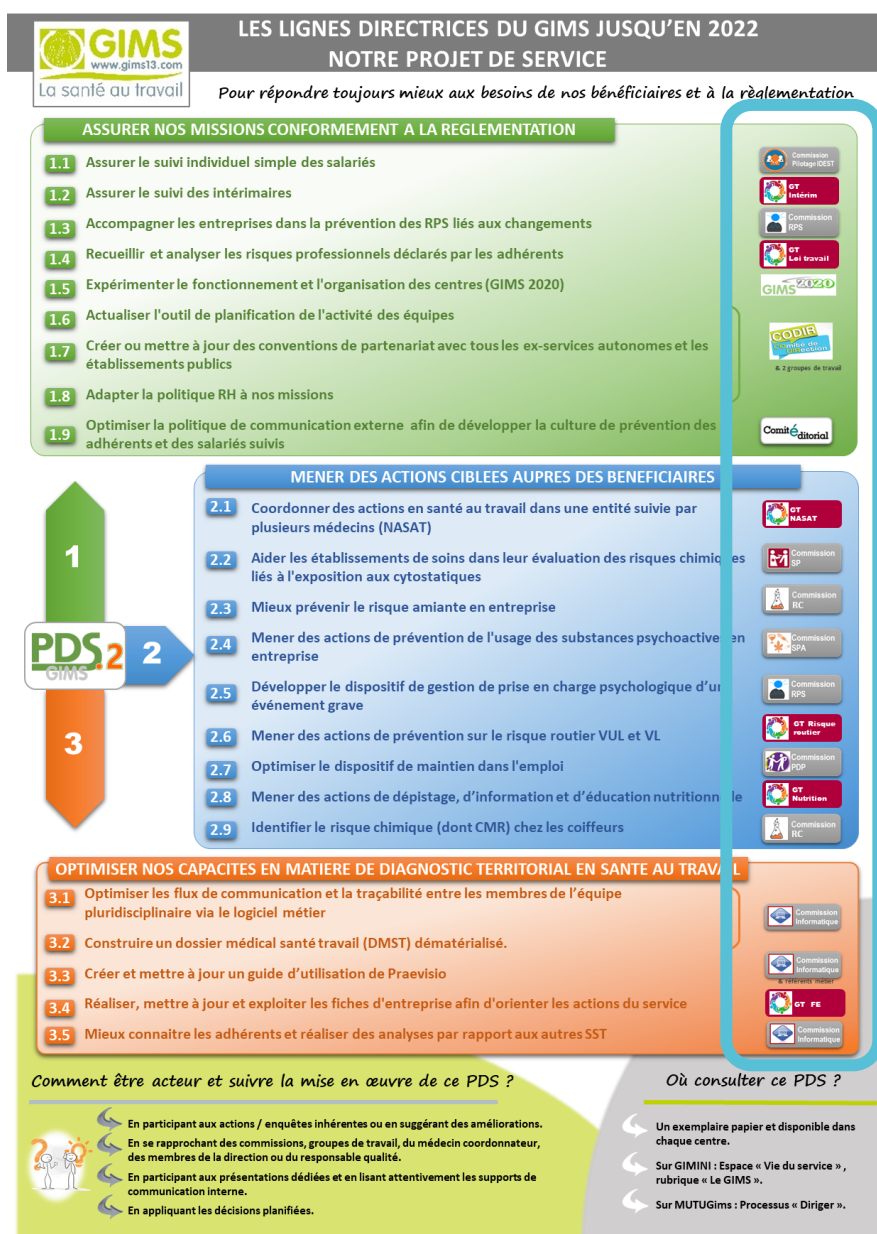 GIMS
www.gims13.com
La santé au travail
LES LIGNES DIRECTRICES DU GIMS JUSQU'EN 2022
NOTRE PROJET DE SERVICE
Pour répondre toujours mieux aux besoins de nos bénéficiaires et à la règlementation
ASSURER NOS MISSIONS CONFORMEMENT A LA REGLEMENTATION
1.1 Assurer le suivi individuel simple des salariés
Commission
Pilotage IDEST
1.2 Assurer le suivi des intérimaires
GT
Intérim
1.3 Accompagner les entreprises dans la prévention des RPS liés aux changements
Commission
RPS
1.4 Recueillir et analyser les risques professionnels déclarés par les adhérents
GT
Loi travail
1.5 Expérimenter le fonctionnement et l'organisation des centres (GIMS 2020)
GIMS 2020
1.6 Actualiser l'outil de planification de l'activité des équipes
1.7 Créer ou mettre à jour des conventions de partenariat avec tous les ex-services autonomes et les
établissements publics
CODIR
Comité de
Direction
& 2 groupes de travail
1.8 Adapter la politique RH à nos missions
1.9 Optimiser la politique de communication externe afin de développer la culture de prévention des
adhérents et des salariés suivis
Comité éditorial
MENER DES ACTIONS CIBLEES AUPRES DES BENEFICIAIRES
2.1 Coordonner des actions en santé au travail dans une entité suivie par
plusieurs médecins (NASAT)
GT
NASAT
2.2 Aider les établissements de soins dans leur évaluation des risques chimiques
liés à l'exposition aux cytostatiques
Commission
SP
2.3 Mieux prévenir le risque amiante en entreprise
Commission
RC
2.4 Mener des actions de prévention de l'usage des substances psychoactives en
entreprise
Commission
SPA
2.5 Développer le dispositif de gestion de prise en charge psychologique d'un
événement grave
Commission
RPS
2.6 Mener des actions de prévention sur le risque routier VUL et VL
GT Risque
routier
2.7 Optimiser le dispositif de maintien dans l'emploi
Commission
PDP
2.8 Mener des actions de dépistage, d'information et d'éducation nutritionnelle
GT
Nutrition
2.9 Identifier le risque chimique (dont CMR) chez les coiffeurs
Commission
RC
1
PDS.2
GIMS
2
3
OPTIMISER NOS CAPACITES EN MATIERE DE DIAGNOSTIC TERRITORIAL EN SANTE AU TRAVAIL
3.1 Optimiser les flux de communication et la traçabilité entre les membres de l'équipe
pluridisciplinaire via le logiciel métier
Commission
Informatique
3.2 Construire un dossier médical santé travail (DMST) dématérialisé.
3.3 Créer et mettre à jour un guide d'utilisation de Praevisio
Commission
Informatique
& référents métier
3.4 Réaliser, mettre à jour et exploiter les fiches d'entreprise afin d'orienter les actions du service
GT FE
3.5 Mieux connaitre les adhérents et réaliser des analyses par rapport aux autres SST
Commission
Informatique
Comment être acteur et suivre la mise en œuvre de ce PDS ?
En participant aux actions / enquêtes inhérentes ou en suggérant des améliorations.
En se rapprochant des commissions, groupes de travail, du médecin coordonnateur,
des membres de la direction ou du responsable qualité.
En participant aux présentations dédiées et en lisant attentivement les supports de
communication interne.
En appliquant les décisions planifiées.
Où consulter ce PDS ?
Un exemplaire papier et disponible dans
chaque centre.
Sur GIMINI : Espace « Vie du service » ,
rubrique « Le GIMS ».
Sur MUTUGims : Processus « Diriger ».